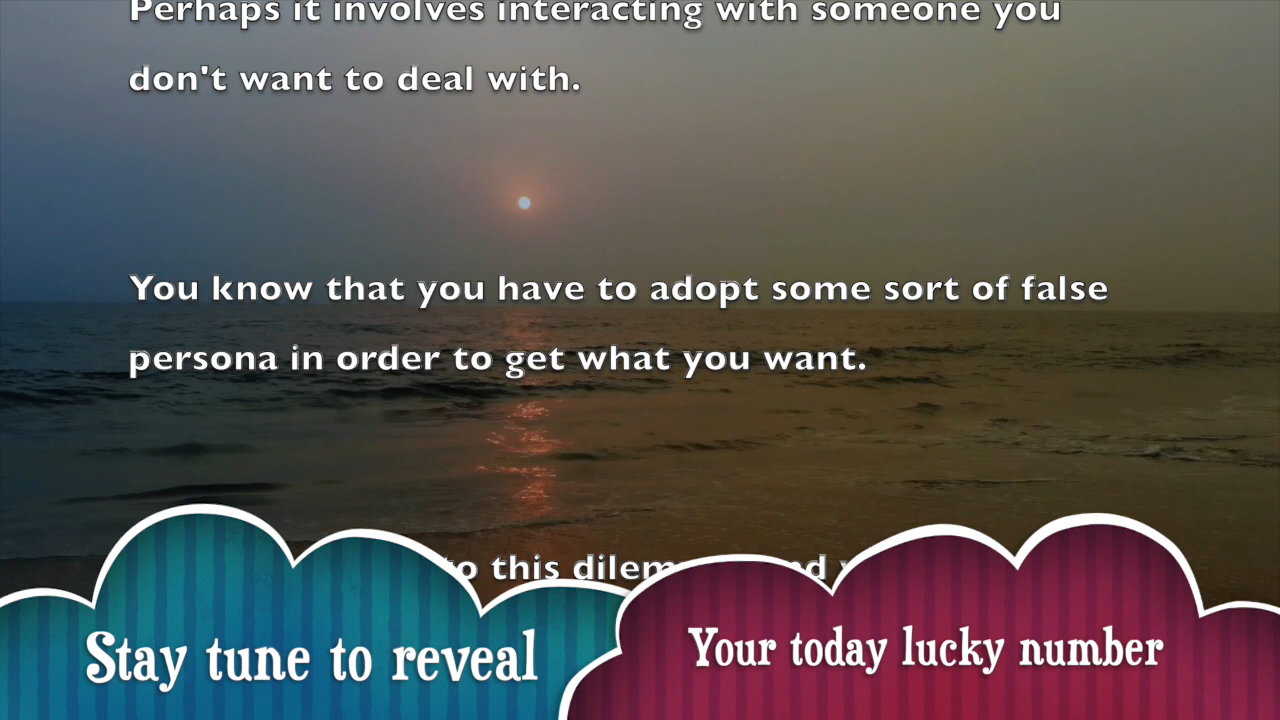 Perhaps it involves interacting with someone you
don't want to deal with.
You know that you have to adopt some sort of false
persona in order to get what you want.
to this
Stay tune to reveal
Your today lucky number